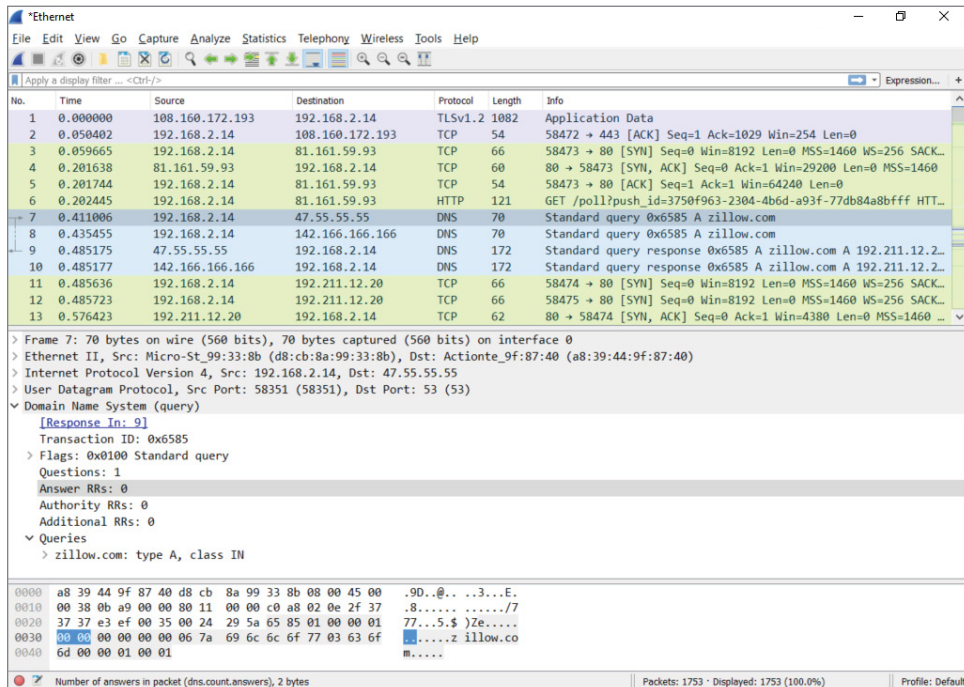 *Ethernet
File Edit View Go Capture Analyze Statistics Telephony Wireless Tools Help
Apply a display filter ... <Ctrl-/> Expression... +
No. Time Source Destination Protocol Length Info
1 0.000000 108.160.172.193 192.168.2.14 TLSv1.2 1082 Application Data
2 0.050402 192.168.2.14 108.160.172.193 TCP 54 58472 → 443 [ACK] Seq=1 Ack=1029 Win=254 Len=0
3 0.059665 192.168.2.14 81.161.59.93 TCP 66 58473 → 80 [SYN] Seq=0 Win=8192 Len=0 MSS=1460 WS=256 SACK…
4 0.201638 81.161.59.93 192.168.2.14 TCP 60 80 → 58473 [SYN, ACK] Seq=0 Ack=1 Win=29200 Len=0 MSS=1460
5 0.201744 192.168.2.14 81.161.59.93 TCP 54 58473 → 80 [ACK] Seq=1 Ack=1 Win=64240 Len=0
6 0.202445 192.168.2.14 81.161.59.93 HTTP 121 GET /poll?push_id=3750f963-2304-4b6d-a93f-77db84a8bfff HTT…
7 0.411006 192.168.2.14 47.55.55.55 DNS 70 Standard query 0x6585 A zillow.com
8 0.435455 192.168.2.14 142.166.166.166 DNS 70 Standard query 0x6585 A zillow.com
9 0.485175 47.55.55.55 192.168.2.14 DNS 172 Standard query response 0x6585 A zillow.com A 192.211.12.2…
10 0.485177 142.166.166.166 192.168.2.14 DNS 172 Standard query response 0x6585 A zillow.com A 192.211.12.2…
11 0.485636 192.168.2.14 192.211.12.20 TCP 66 58474 → 80 [SYN] Seq=0 Win=8192 Len=0 MSS=1460 WS=256 SACK…
12 0.485723 192.168.2.14 192.211.12.20 TCP 66 58475 → 80 [SYN] Seq=0 Win=8192 Len=0 MSS=1460 WS=256 SACK…
13 0.576423 192.211.12.20 192.168.2.14 TCP 62 80 → 58474 [SYN, ACK] Seq=0 Ack=1 Win=4380 Len=0 MSS=1460 …
> Frame 7: 70 bytes on wire (560 bits), 70 bytes captured (560 bits) on interface 0
> Ethernet II, Src: Micro-St_99:33:8b (d8:cb:8a:99:33:8b), Dst: Actionte_9f:87:40 (a8:39:44:9f:87:40)
> Internet Protocol Version 4, Src: 192.168.2.14, Dst: 47.55.55.55
> User Datagram Protocol, Src Port: 58351 (58351), Dst Port: 53 (53)
Domain Name System (query)
[Response In: 9]
Transaction ID: 0x6585
> Flags: 0x0100 Standard query
Questions: 1
Answer RRs: 0
Authority RRs: 0
Additional RRs: 0
Queries
> zillow.com: type A, class IN
0000 a8 39 44 9f 87 40 d8 cb 8a 99 33 8b 08 00 45 00 .9D..@.. ..3...E.
0010 00 38 0b a9 00 00 80 11 00 00 c0 a8 02 0e 2f 37 .8...... ....../7
0020 37 37 e3 ef 00 35 00 24 29 5a 65 85 01 00 00 01 77...5.$ )Ze.....
0030 00 00 00 00 00 00 06 7a 69 6c 6c 6f 77 03 63 6f .......z illow.co
0040 6d 00 00 01 00 01 m.....
Number of answers in packet (dns.count.answers), 2 bytes Packets: 1753 · Displayed: 1753 (100.0%) Profile: Default